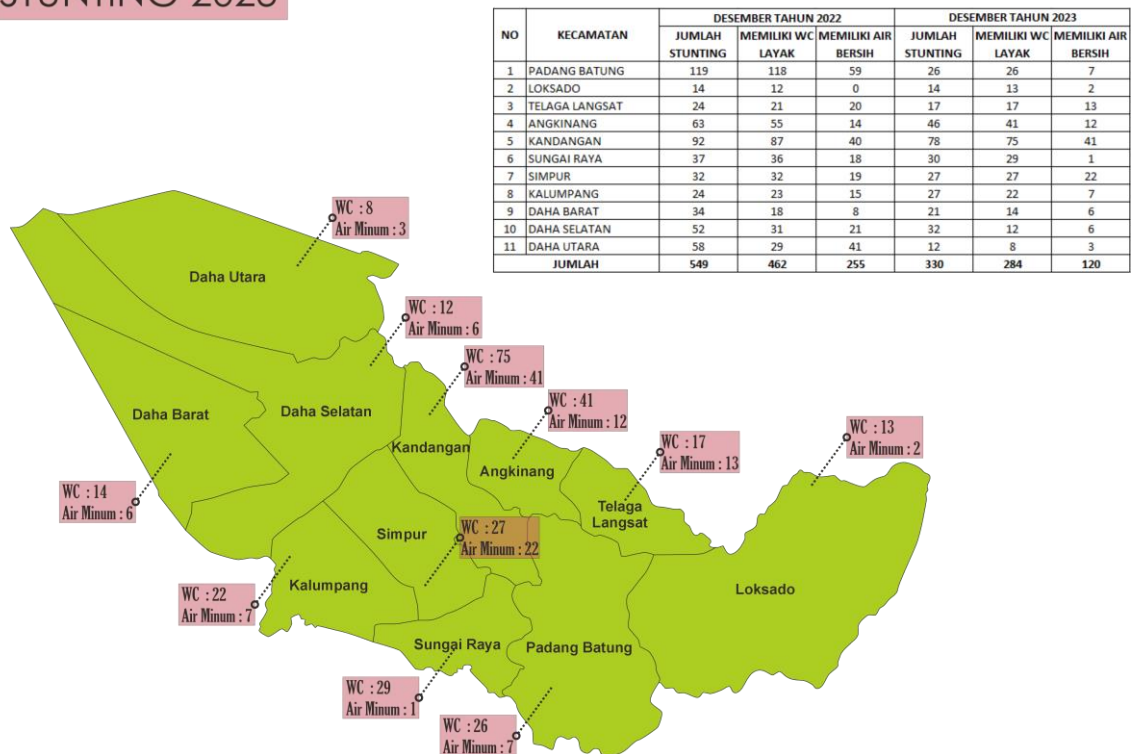 STUNTING 2023
DESEMBER TAHUN 2022 DESEMBER TAHUN 2023
NO KECAMATAN JUMLAH STUNTING MEMILIKI WC LAYAK MEMILIKI AIR BERSIH JUMLAH STUNTING MEMILIKI WC LAYAK MEMILIKI AIR BERSIH
1 PADANG BATUNG 119 118 59 26 26 7
2 LOKSADO 14 12 0 14 13 2
3 TELAGA LANGSAT 24 21 20 17 17 13
4 ANGKINANG 63 55 14 46 41 12
5 KANDANGAN 92 87 40 78 75 41
6 SUNGAI RAYA 37 36 18 30 29 1
7 SIMPUR 32 32 19 27 27 22
8 KALUMPANG 24 23 15 27 22 7
9 DAHA BARAT 34 18 8 21 14 6
10 DAHA SELATAN 52 31 21 32 12 6
11 DAHA UTARA 58 29 41 12 8 3
JUMLAH 549 462 255 330 284 120
WC : 8
Air Minum : 3
Daha Utara
WC : 12
Air Minum : 6
WC : 75
Air Minum : 41
Daha Barat
Daha Selatan
WC : 41
Air Minum : 12
Kandangan
Angkinang
WC : 17
Air Minum : 13
WC : 13
Air Minum : 2
WC : 14
Air Minum : 6
Telaga
Langsat
Simpur
WC : 27
Air Minum : 22
Kalumpang
Loksado
WC : 22
Air Minum : 7
Sungai Raya
Padang Batung
WC : 29
Air Minum : 1
WC : 26
Air Minum : 7